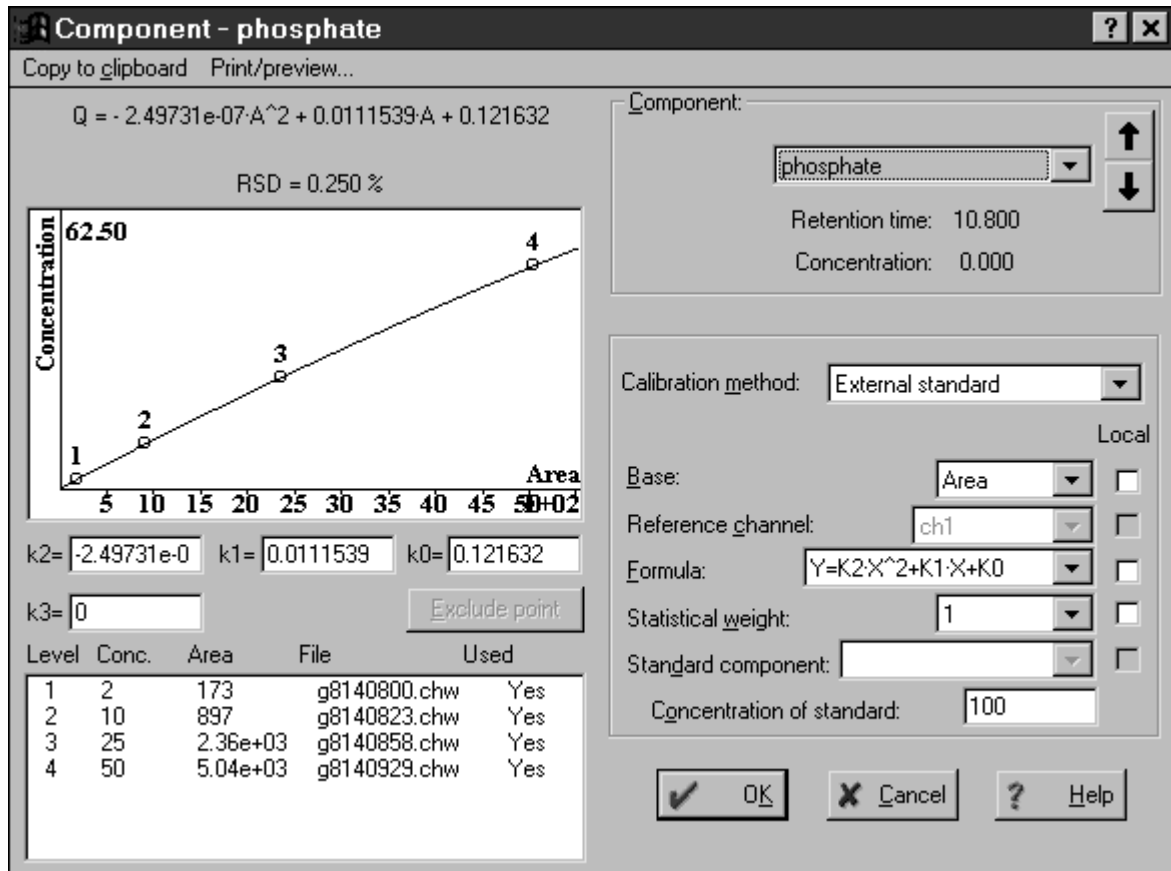 Component - phosphate
Copy to clipboard Print/preview...
Q = - 2.49731e-07·A^2 + 0.0111539·A + 0.121632
RSD = 0.250 %
Concentration
62.50
1
2
3
4
Area
5 10 15 20 25 30 35 40 45
k2= -2.49731e-0 k1= 0.0111539 k0= 0.121632
k3= 0 Exclude point
Level Conc. Area File Used
1 2 173 g8140800.chw Yes
2 10 897 g8140823.chw Yes
3 25 2.36e+03 g8140858.chw Yes
4 50 5.04e+03 g8140929.chw Yes
Component:
phosphate
Retention time: 10.800
Concentration: 0.000
Calibration method: External standard
Local
Base: Area
Reference channel: ch1
Formula: Y=K2·X^2+K1·X+K0
Statistical weight: 1
Standard component:
Concentration of standard: 100
OK Cancel Help